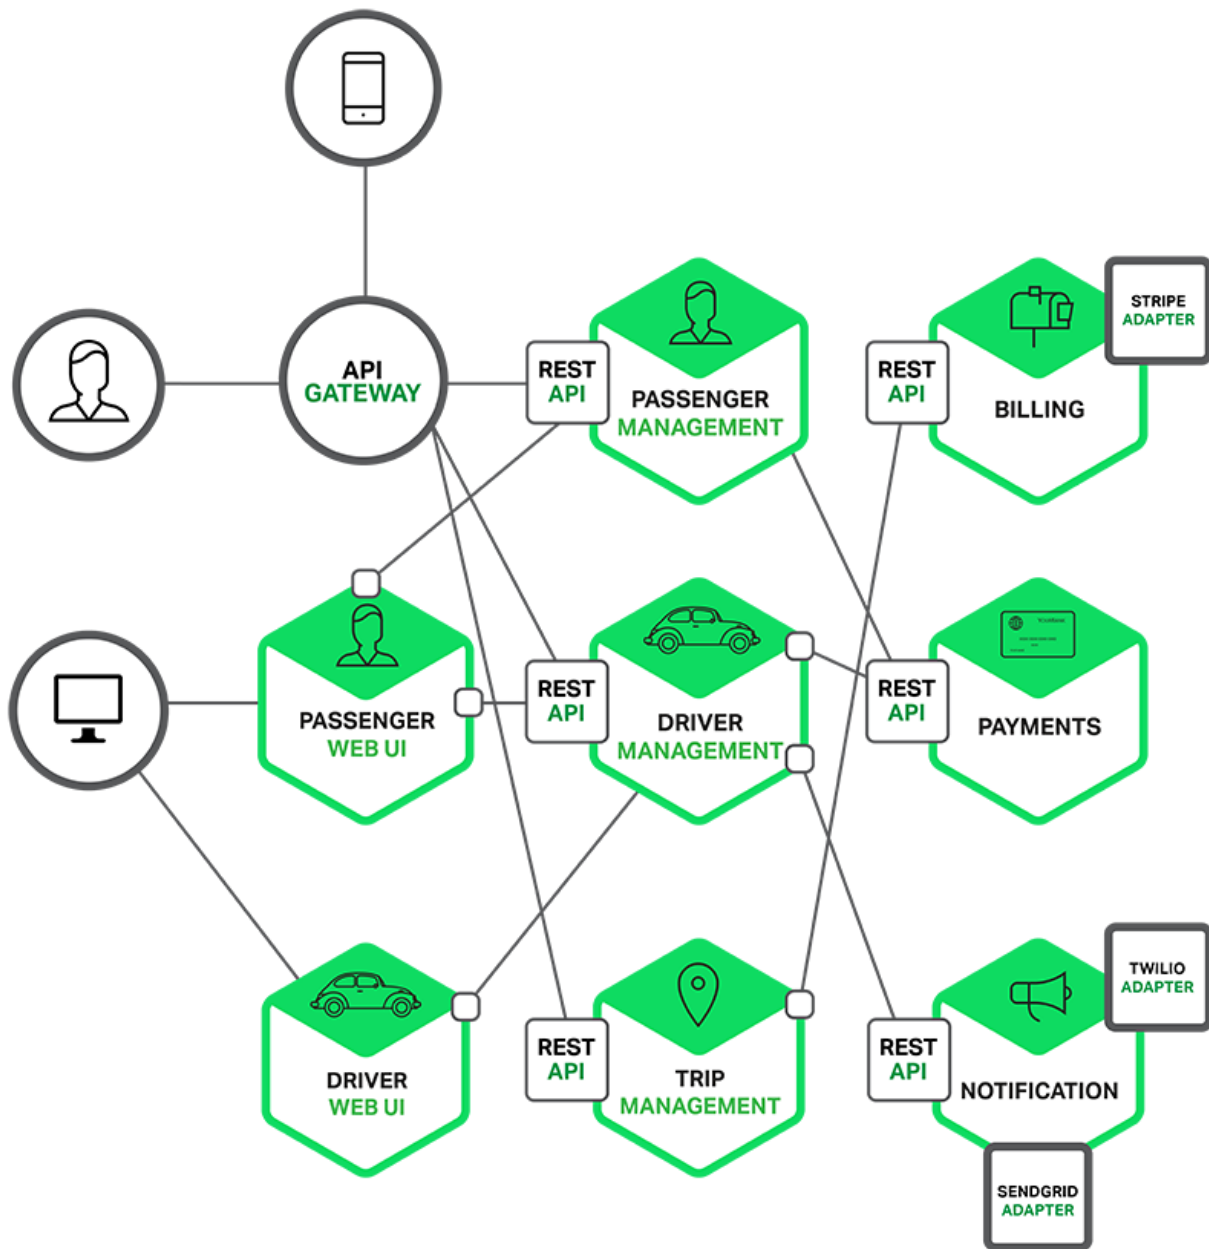 API
GATEWAY
REST
API
PASSENGER
MANAGEMENT
REST
API
BILLING
STRIPE
ADAPTER
PASSENGER
WEB UI
REST
API
DRIVER
MANAGEMENT
REST
API
PAYMENTS
DRIVER
WEB UI
REST
API
TRIP
MANAGEMENT
REST
API
NOTIFICATION
TWILIO
ADAPTER
SENDGRID
ADAPTER